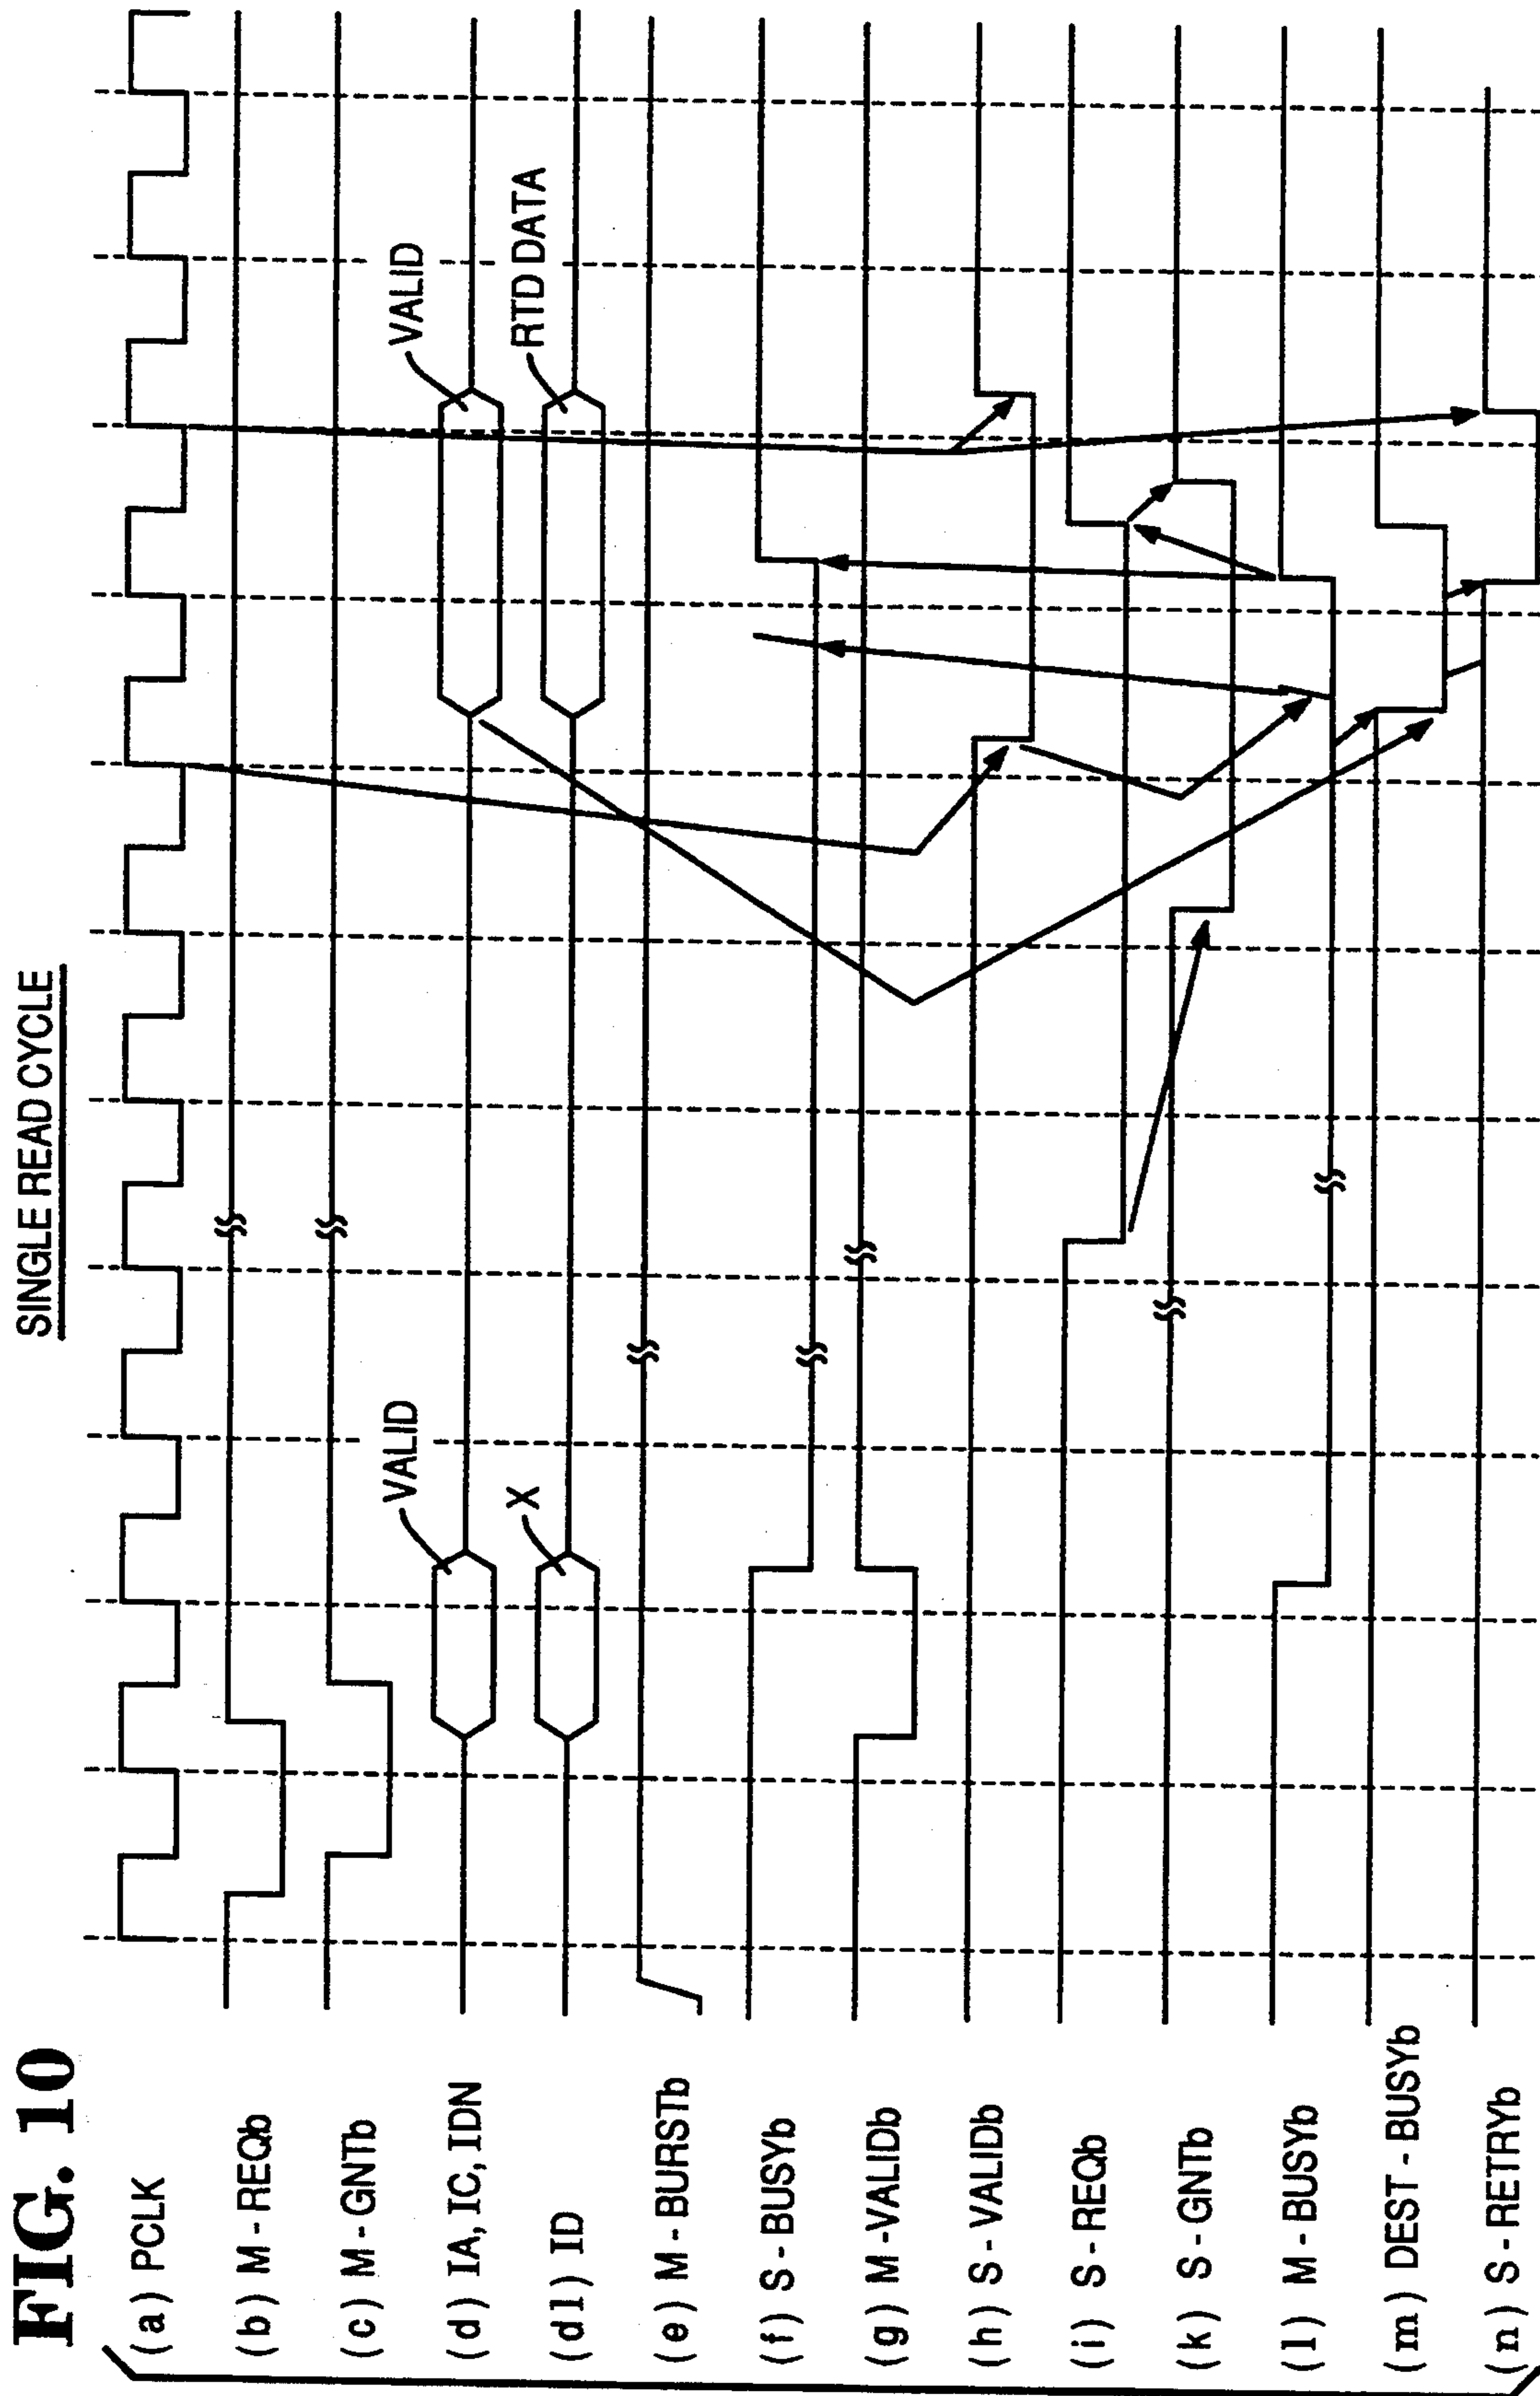 FIG. 10
SINGLE READ CYCLE
(a) PCLK
(b) M-REQb
(c) M-GNTb
VALID
VALID
(d) IA, IC, IDN
X
RTD DATA
(d1) ID
(e) M-BURSTb
(f) S-BUSYb
(g) M-VALIDb
(h) S-VALIDb
(i) S-REQb
(k) S-GNTb
(l) M-BUSYb
(m) DEST-BUSYb
(n) S-RETRYb